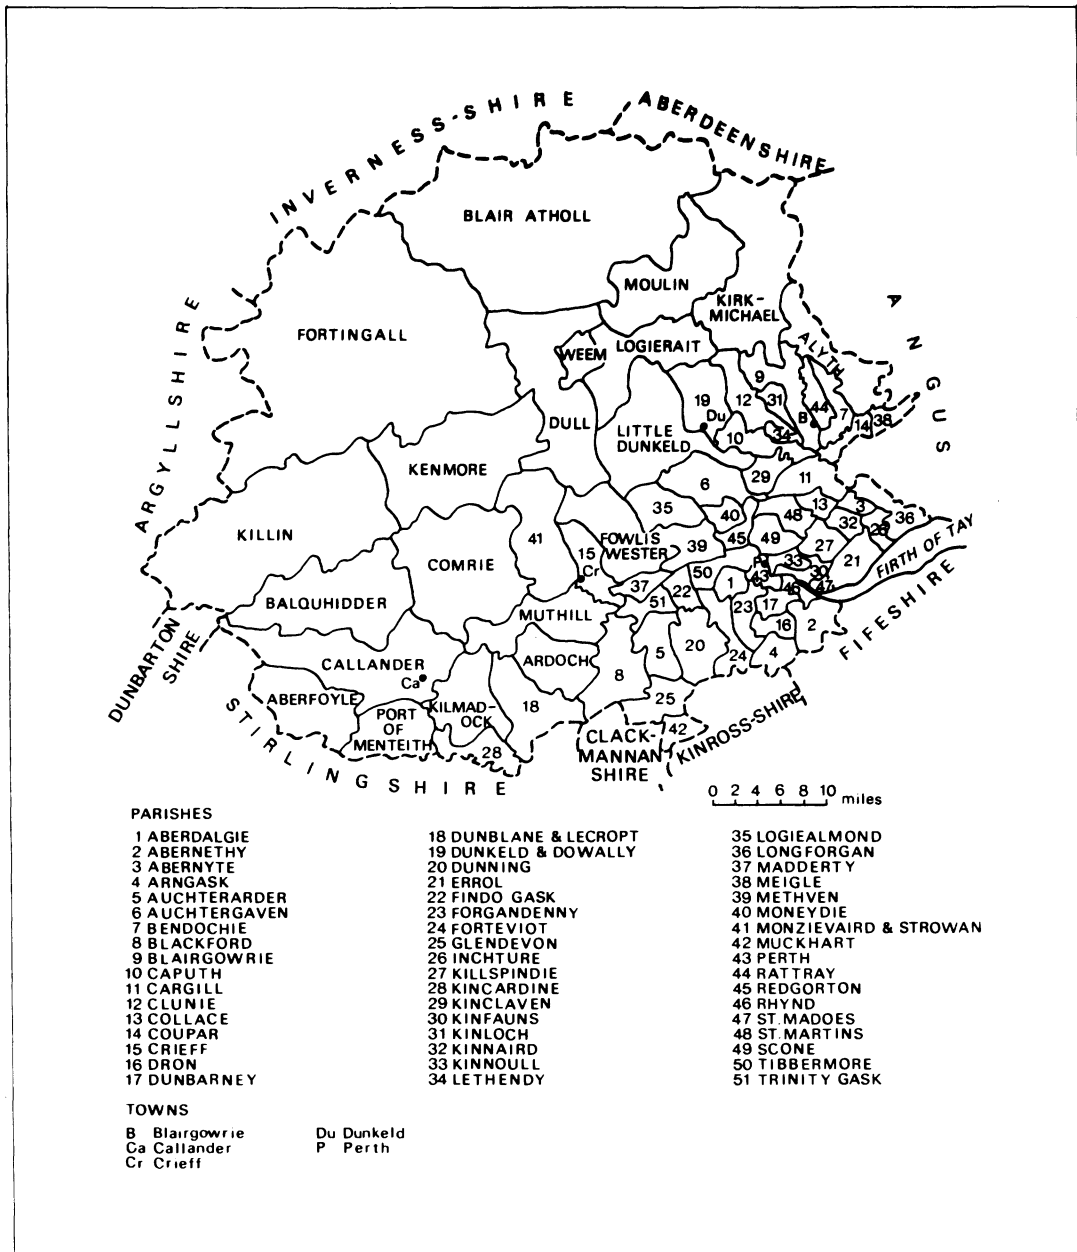 INVERNESS-SHIRE
ABERDEENSHIRE
BLAIR ATHOLL
MOULIN
KIRK-
MICHAEL
ANGUS
ARGYLLSHIRE
FORTINGALL
WEEM
LOGIERAIT
ALYTH
9
19
12
31
44
7
Du
B
14
38
DULL
LITTLE
DUNKELD
10
34
KENMORE
6
29
11
35
40
48
13
3
36
KILLIN
41
15
FOWLIS
WESTER
39
45
49
32
26
27
21
FIRTH OF TAY
COMRIE
Cr
37
22
50
1
P
43
33
30
46
47
BALQUHIDDER
MUTHILL
51
23
17
16
2
FIFESHIRE
DUNBARTON
SHIRE
CALLANDER
Ca
ARDOCH
8
5
20
24
4
ABERFOYLE
PORT
OF
MENTEITH
KILMAD-
OCK
18
28
25
42
STIRLINGSHIRE
CLACK-
MANNAN
SHIRE
KINROSS-SHIRE
0 2 4 6 8 10 miles
PARISHES
1 ABERDALGIE
2 ABERNETHY
3 ABERNYTE
4 ARNGASK
5 AUCHTERARDER
6 AUCHTERGAVEN
7 BENDOCHIE
8 BLACKFORD
9 BLAIRGOWRIE
10 CAPUTH
11 CARGILL
12 CLUNIE
13 COLLACE
14 COUPAR
15 CRIEFF
16 DRON
17 DUNBARNEY
18 DUNBLANE & LECROPT
19 DUNKELD & DOWALLY
20 DUNNING
21 ERROL
22 FINDO GASK
23 FORGANDENNY
24 FORTEVIOT
25 GLENDEVON
26 INCHTURE
27 KILLSPINDIE
28 KINCARDINE
29 KINCLAVEN
30 KINFAUNS
31 KINLOCH
32 KINNAIRD
33 KINNOULL
34 LETHENDY
35 LOGIEALMOND
36 LONGFORGAN
37 MADDERTY
38 MEIGLE
39 METHVEN
40 MONEYDIE
41 MONZIEVAIRD & STROWAN
42 MUCKHART
43 PERTH
44 RATTRAY
45 REDGORTON
46 RHYND
47 ST.MADOES
48 ST.MARTINS
49 SCONE
50 TIBBERMORE
51 TRINITY GASK
TOWNS
B Blairgowrie
Ca Callander
Cr Crieff
Du Dunkeld
P Perth